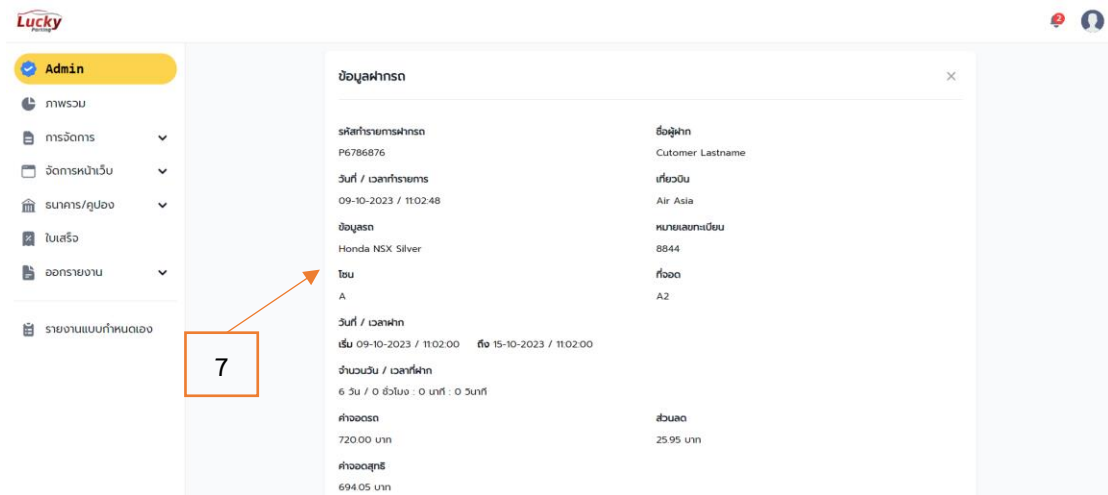 Lucky
Parking
2
Admin
ภาพรวม
การจัดการ
จัดการหน้าเว็บ
ธนาคาร/คูปอง
ใบเสร็จ
ออกรายงาน
รายงานแบบกำหนดเอง
7
ข้อมูลฝากรถ
รหัสทำรายการฝากรถ ชื่อผู้ฝาก
P6786876 Cutomer Lastname
วันที่ / เวลาทำรายการ เที่ยวบิน
09-10-2023 / 11:02:48 Air Asia
ข้อมูลรถ หมายเลขทะเบียน
Honda NSX Silver 8844
โซน ที่จอด
A A2
วันที่ / เวลาฝาก
เริ่ม 09-10-2023 / 11:02:00 ถึง 15-10-2023 / 11:02:00
จำนวนวัน / เวลาที่ฝาก
6 วัน / 0 ชั่วโมง : 0 นาที : 0 วินาที
ค่าจอดรถ ส่วนลด
720.00 บาท 25.95 บาท
ค่าจอดสุทธิ
694.05 บาท